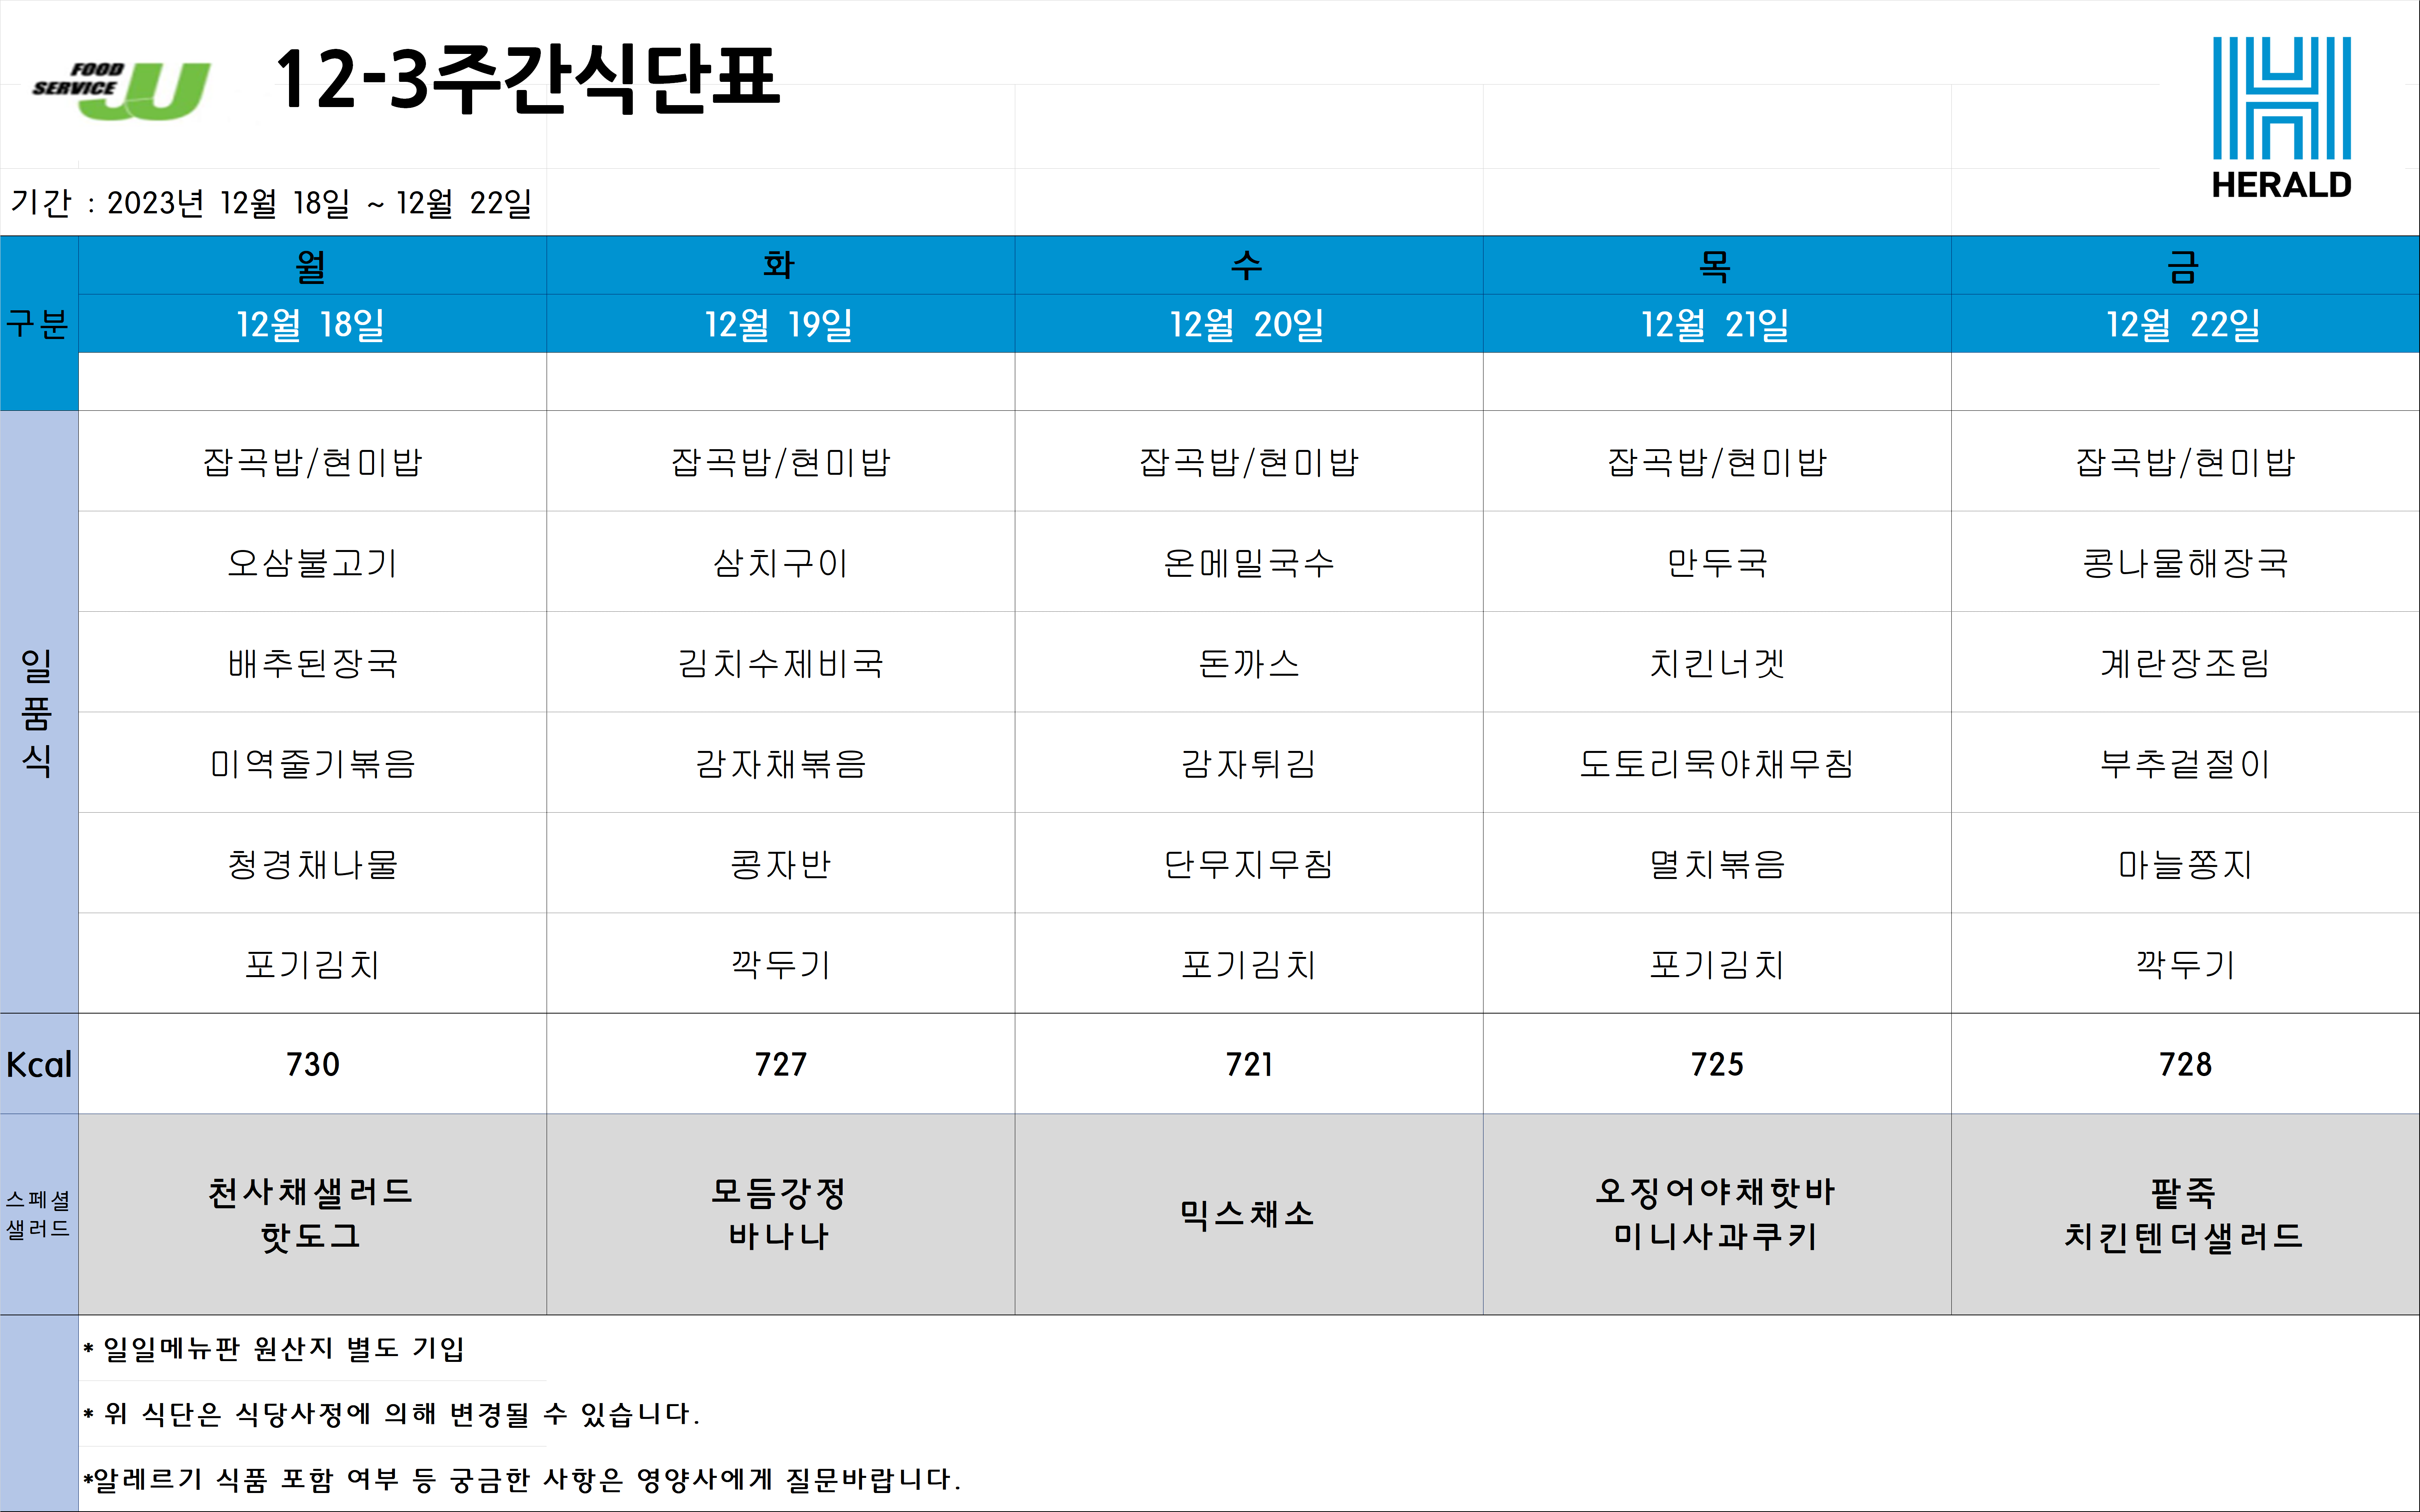 FOOD
SERVICE JU
12-3주간식단표
HERALD
기간 : 2023년 12월 18일 ~ 12월 22일
구분 월 화 수 목 금
12월 18일 12월 19일 12월 20일 12월 21일 12월 22일
일품식
잡곡밥/현미밥 잡곡밥/현미밥 잡곡밥/현미밥 잡곡밥/현미밥 잡곡밥/현미밥
오삼불고기 삼치구이 온메밀국수 만두국 콩나물해장국
배추된장국 김치수제비국 돈까스 치킨너겟 계란장조림
미역줄기볶음 감자채볶음 감자튀김 도토리묵야채무침 부추겉절이
청경채나물 콩자반 단무지무침 멸치볶음 마늘쫑지
포기김치 깍두기 포기김치 포기김치 깍두기
Kcal 730 727 721 725 728
스페셜 천사채샐러드 모듬강정 믹스채소 오징어야채핫바 팥죽
샐러드 핫도그 바나나 미니사과쿠키 치킨텐더샐러드
* 일일메뉴판 원산지 별도 기입
* 위 식단은 식당사정에 의해 변경될 수 있습니다.
*알레르기 식품 포함 여부 등 궁금한 사항은 영양사에게 질문바랍니다.